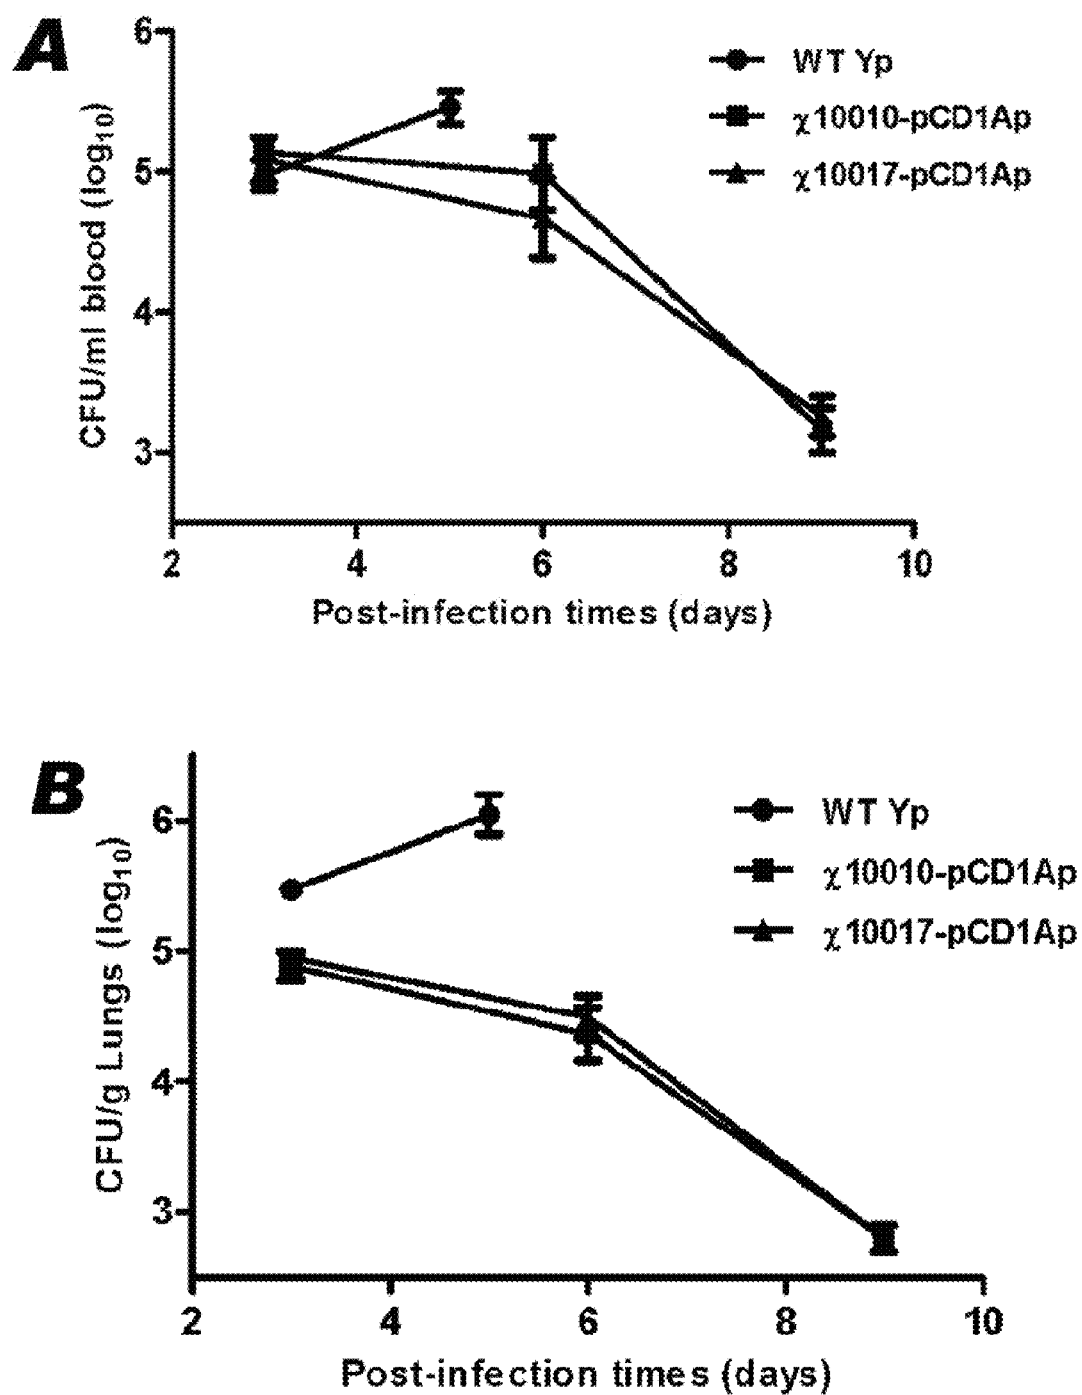 A
6
5
4
3
CFU/ml blood (log10)
WT Yp
χ10010-pCD1Ap
χ10017-pCD1Ap
2 4 6 8 10
Post-infection times (days)
B
6
5
4
3
CFU/g Lungs (log10)
WT Yp
χ10010-pCD1Ap
χ10017-pCD1Ap
2 4 6 8 10
Post-infection times (days)